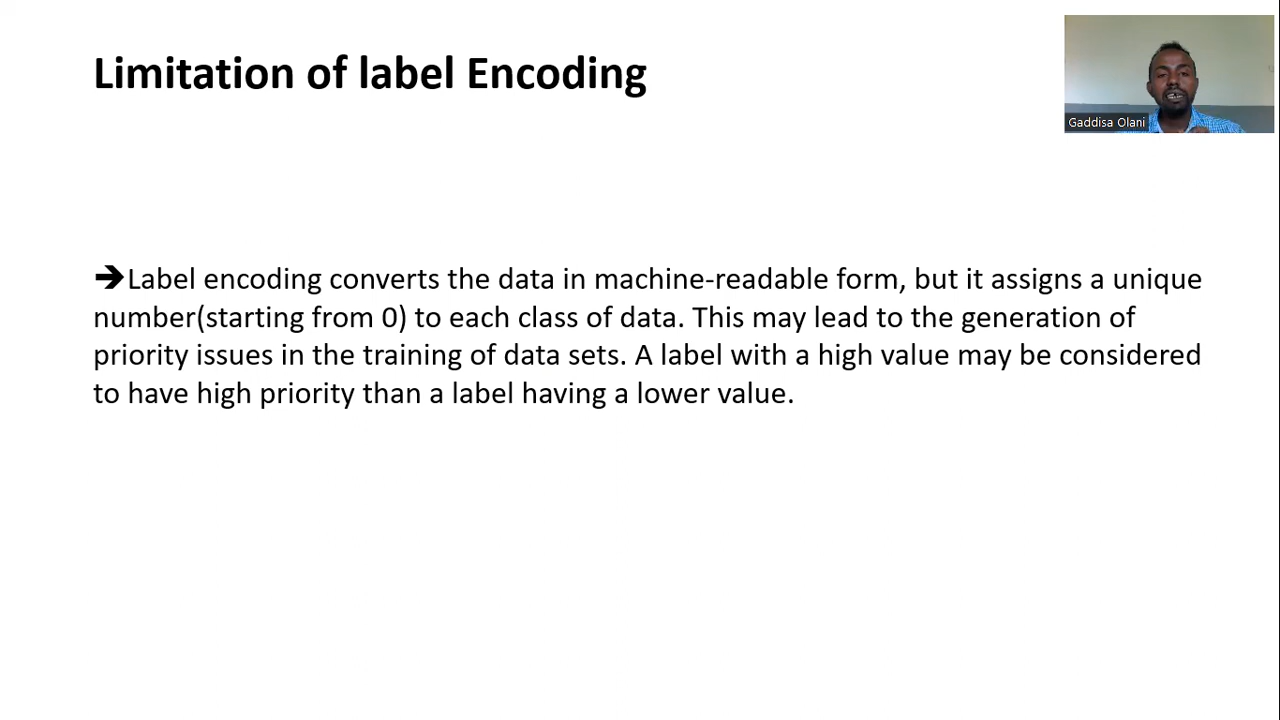 Limitation of label Encoding
Gaddisa Olani
➔Label encoding converts the data in machine-readable form, but it assigns a unique
number(starting from 0) to each class of data. This may lead to the generation of
priority issues in the training of data sets. A label with a high value may be considered
to have high priority than a label having a lower value.